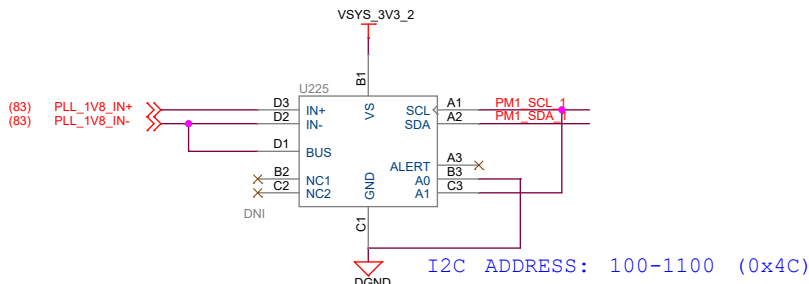 VSYS_3V3_2
U225
B1
(83) PLL_1V8_IN+ D3 IN+ VS SCL A1 PM1_SCL_1
(83) PLL_1V8_IN- D2 IN- SDA A2 PM1_SDA_1
D1 BUS
ALERT A3
B2 NC1 A0 B3
C2 NC2 GND A1 C3
DNI
C1
I2C ADDRESS: 100-1100 (0x4C)
DGND